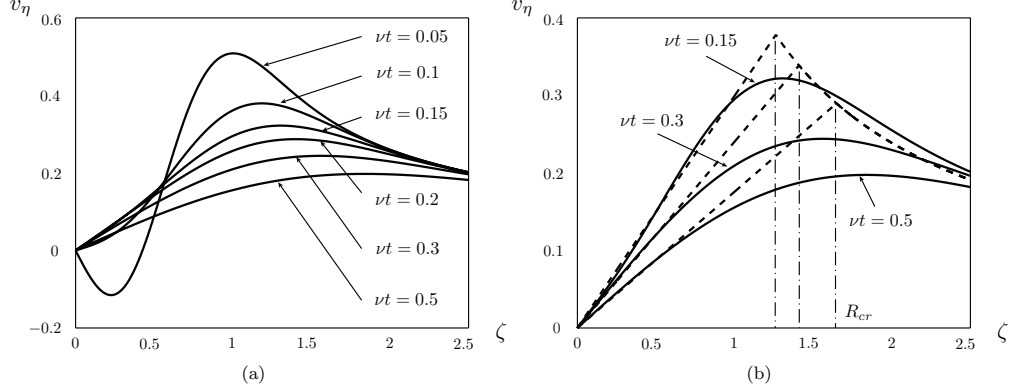 v_η
0.6
0.4
0.2
0
−0.2
0
0.5
1
1.5
2
2.5
ζ
νt = 0.05
νt = 0.1
νt = 0.15
νt = 0.2
νt = 0.3
νt = 0.5
(a)
v_η
0.4
0.3
0.2
0.1
0
0
0.5
1
1.5
2
2.5
ζ
νt = 0.15
νt = 0.3
νt = 0.5
R_cr
(b)